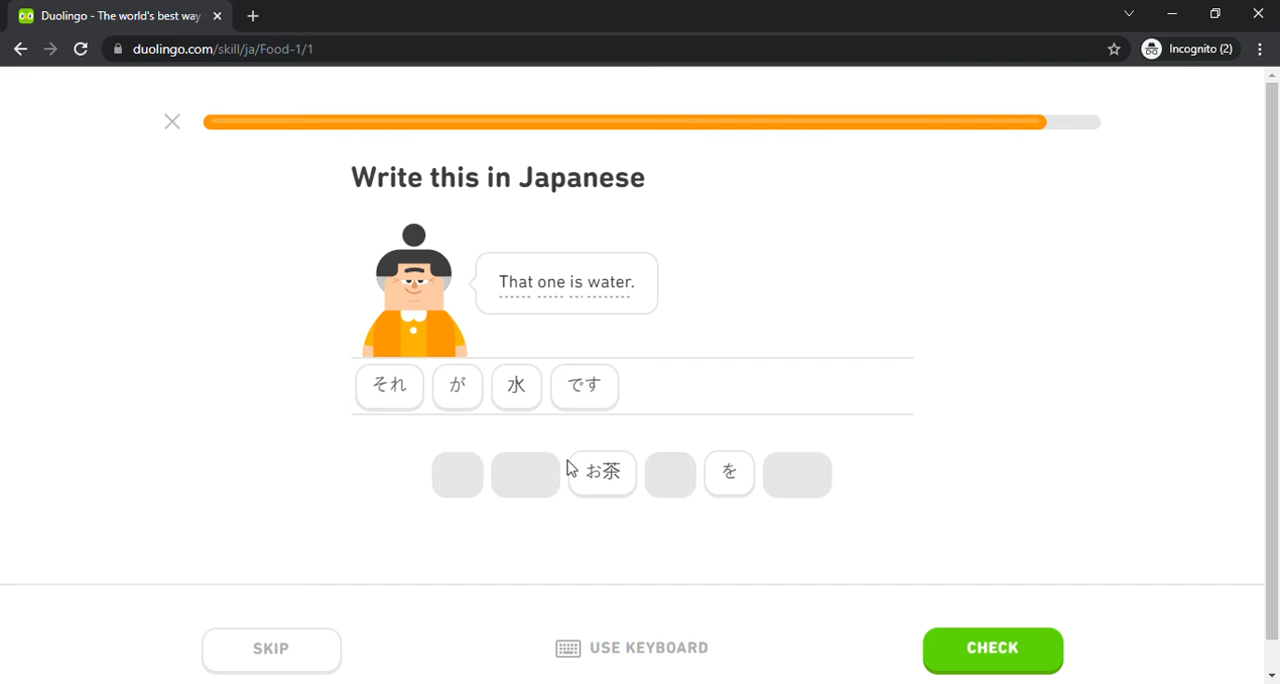 Duolingo - The world's best way
duolingo.com/skill/ja/Food-1/1
Incognito (2)
Write this in Japanese
That one is water.
それ が 水 です
お茶 を
SKIP
USE KEYBOARD
CHECK